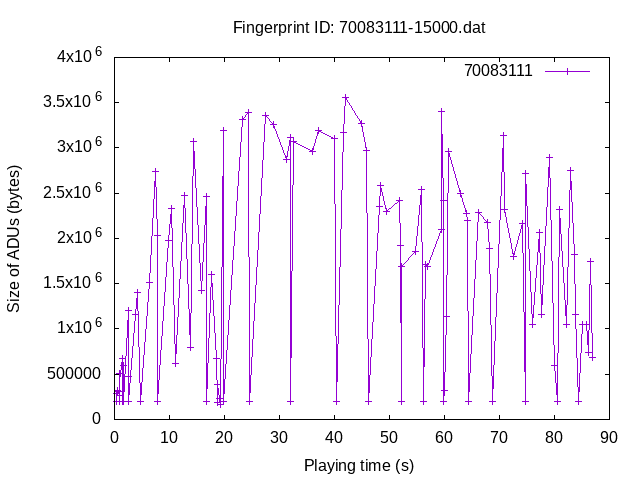 Fingerprint ID: 70083111-15000.dat
70083111
4x10^6
3.5x10^6
3x10^6
2.5x10^6
2x10^6
1.5x10^6
1x10^6
500000
0
Size of ADUs (bytes)
0 10 20 30 40 50 60 70 80 90
Playing time (s)